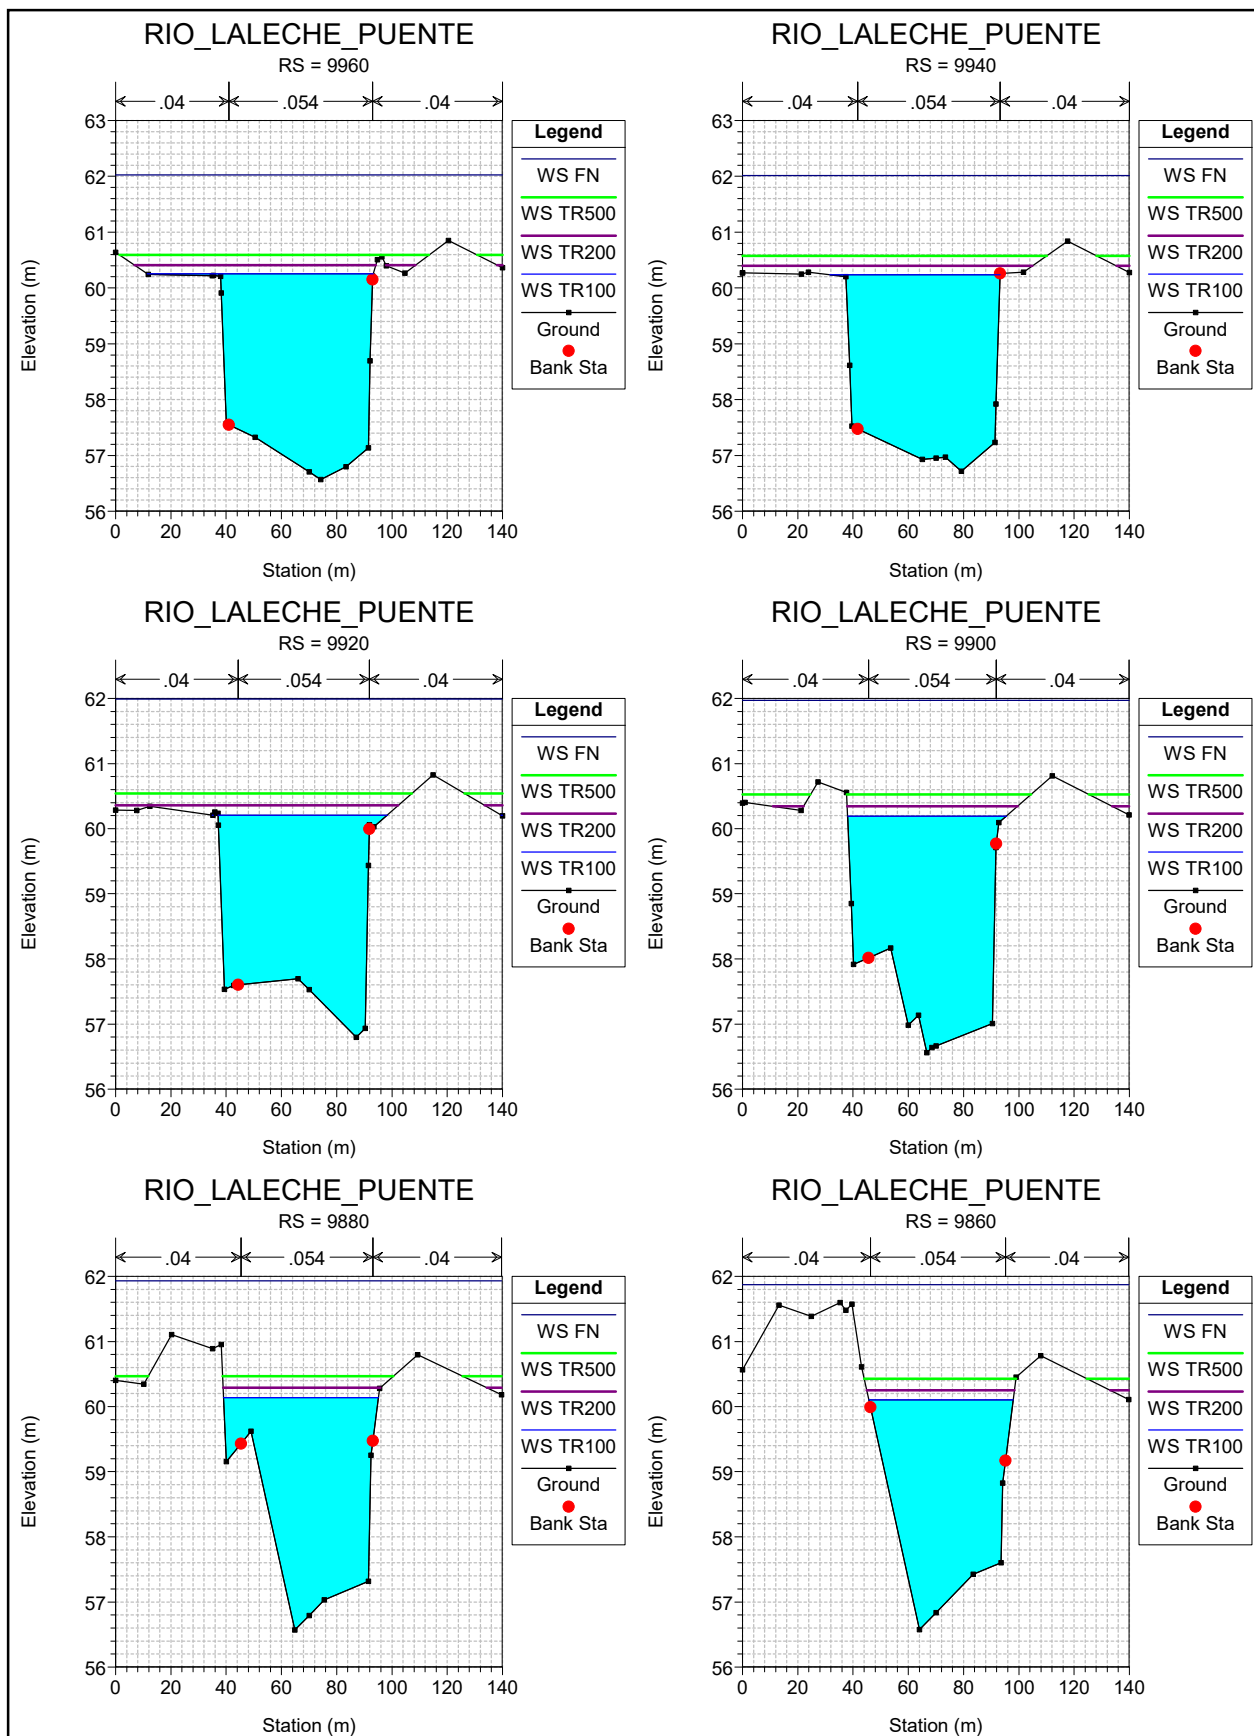 RIO_LALECHE_PUENTE
RS = 9960
.04 .054 .04
63
62
61
60
59
58
57
56
0 20 40 60 80 100 120 140
Station (m)
Elevation (m)
Legend
WS FN
WS TR500
WS TR200
WS TR100
Ground
Bank Sta
RIO_LALECHE_PUENTE
RS = 9940
.04 .054 .04
63
62
61
60
59
58
57
56
0 20 40 60 80 100 120 140
Station (m)
Elevation (m)
Legend
WS FN
WS TR500
WS TR200
WS TR100
Ground
Bank Sta
RIO_LALECHE_PUENTE
RS = 9920
.04 .054 .04
62
61
60
59
58
57
56
0 20 40 60 80 100 120 140
Station (m)
Elevation (m)
Legend
WS FN
WS TR500
WS TR200
WS TR100
Ground
Bank Sta
RIO_LALECHE_PUENTE
RS = 9900
.04 .054 .04
62
61
60
59
58
57
56
0 20 40 60 80 100 120 140
Station (m)
Elevation (m)
Legend
WS FN
WS TR500
WS TR200
WS TR100
Ground
Bank Sta
RIO_LALECHE_PUENTE
RS = 9880
.04 .054 .04
62
61
60
59
58
57
56
0 20 40 60 80 100 120 140
Station (m)
Elevation (m)
Legend
WS FN
WS TR500
WS TR200
WS TR100
Ground
Bank Sta
RIO_LALECHE_PUENTE
RS = 9860
.04 .054 .04
62
61
60
59
58
57
56
0 20 40 60 80 100 120 140
Station (m)
Elevation (m)
Legend
WS FN
WS TR500
WS TR200
WS TR100
Ground
Bank Sta